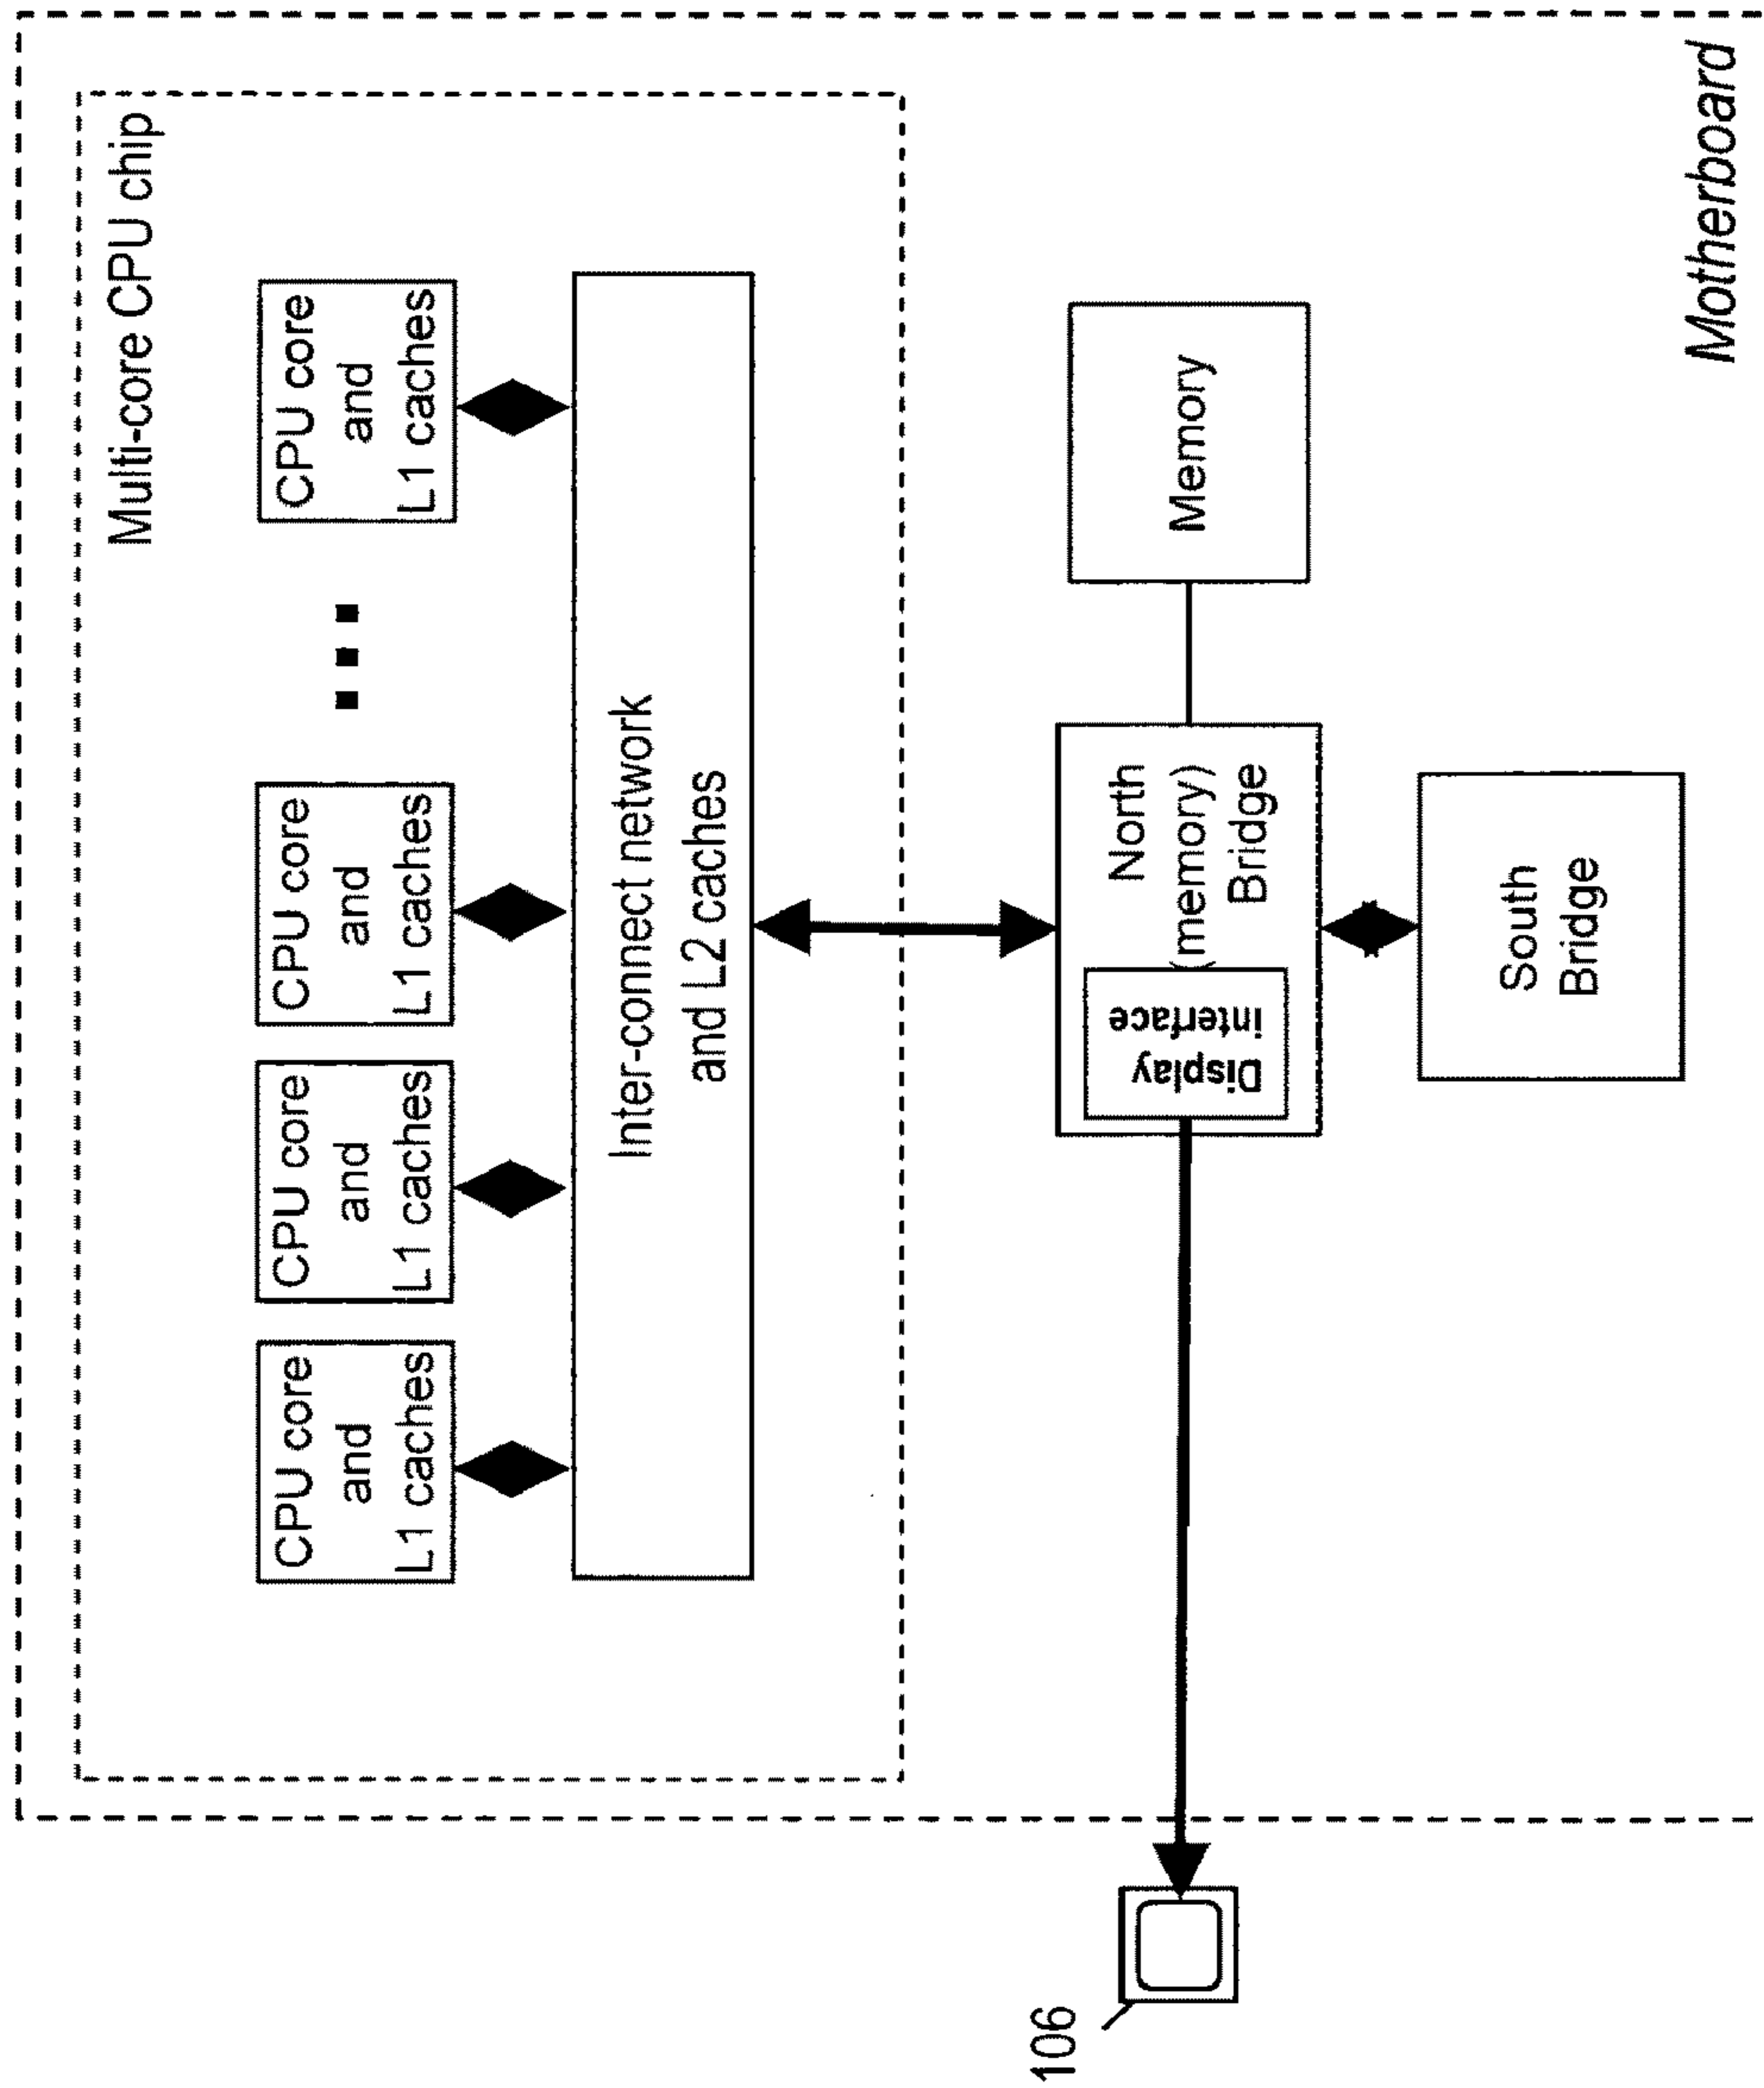 Multi-core CPU chip
CPU core
and
L1 caches
CPU core
and
L1 caches
CPU core
and
L1 caches
CPU core
and
L1 caches
Inter-connect network
and L2 caches
Display
interface
North
(memory)
Bridge
Memory
South
Bridge
Motherboard
106